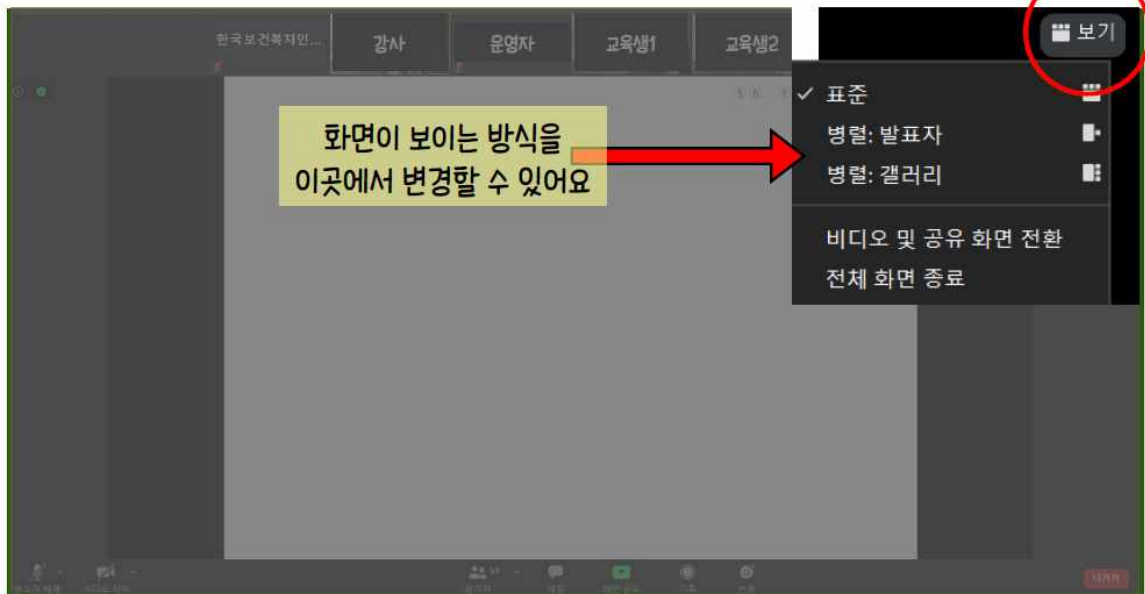 한국보건복지인...
강사
운영자
교육생1
교육생2
보기
표준
병렬: 발표자
병렬: 갤러리
비디오 및 공유 화면 전환
전체 화면 종료
화면이 보이는 방식을
이곳에서 변경할 수 있어요
나가기